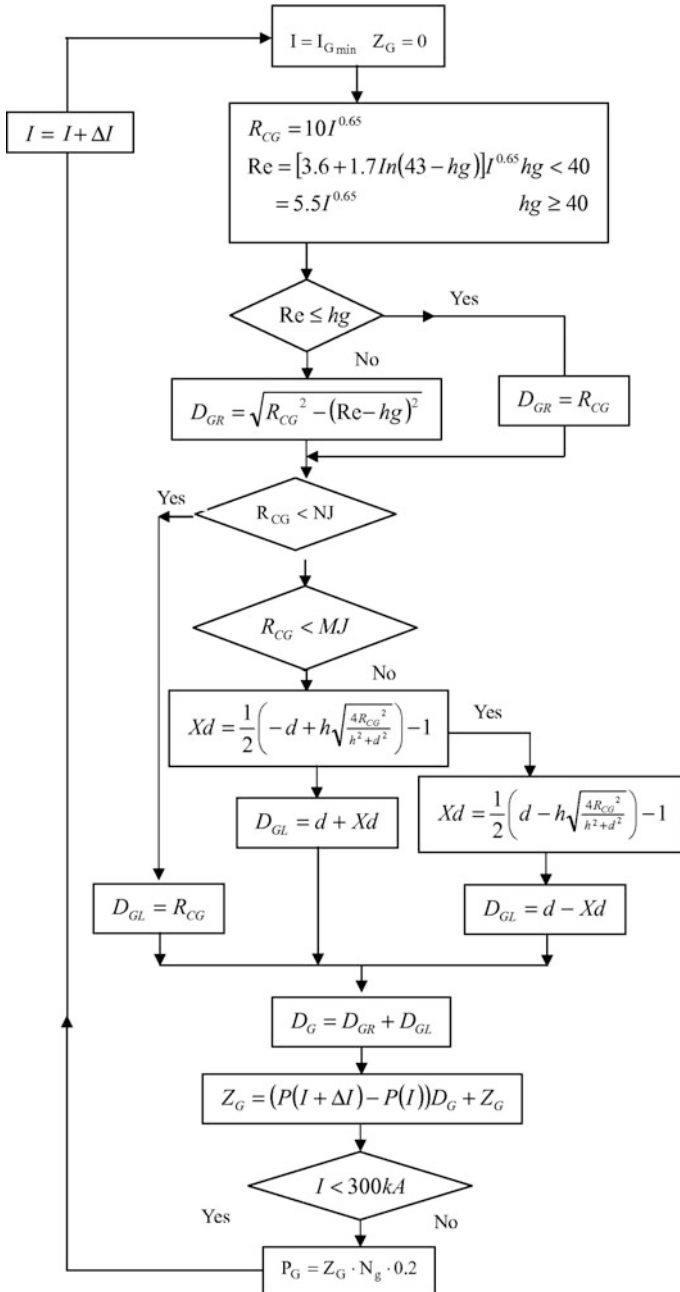 I = I_{G min}   Z_G = 0
I = I + ΔI
R_{CG} = 10I^{0.65}
Re = [3.6 + 1.7In(43 − hg)]I^{0.65} hg < 40
= 5.5I^{0.65}   hg ≥ 40
Re ≤ hg
Yes
No
D_{GR} = √(R_{CG}² − (Re − hg)²)
D_{GR} = R_{CG}
Yes
R_{CG} < NJ
R_{CG} < MJ
No
Xd = 1/2 (−d + h√(4R_{CG}²/(h² + d²))) − 1
Yes
Xd = 1/2 (d − h√(4R_{CG}²/(h² + d²))) − 1
D_{GL} = d + Xd
D_{GL} = R_{CG}
D_{GL} = d − Xd
D_G = D_{GR} + D_{GL}
Z_G = (P(I + ΔI) − P(I))D_G + Z_G
I < 300kA
Yes
No
P_G = Z_G · N_g · 0.2